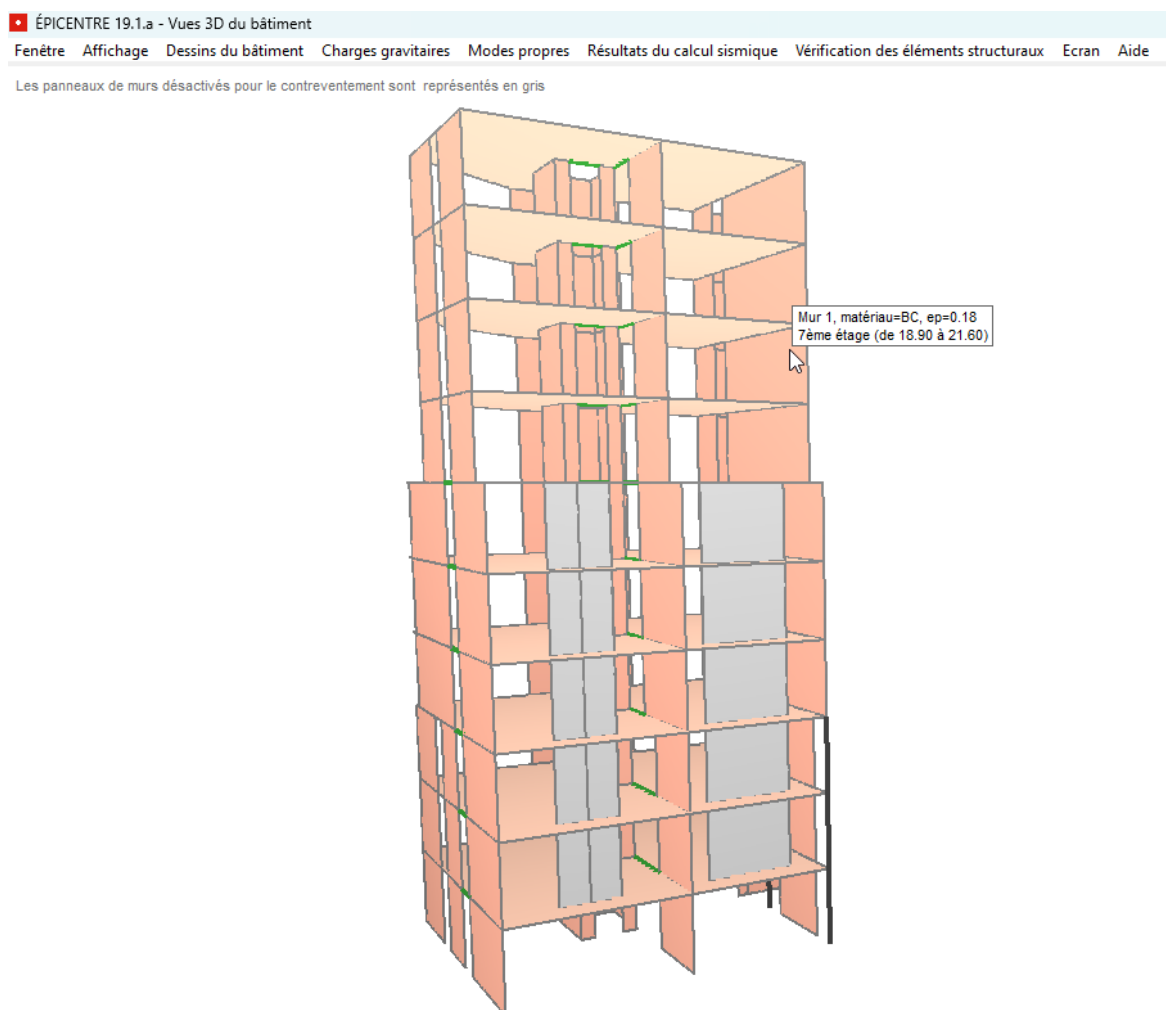 ÉPICENTRE 19.1.a - Vues 3D du bâtiment
Fenêtre Affichage Dessins du bâtiment Charges gravitaires Modes propres Résultats du calcul sismique Vérification des éléments structuraux Ecran Aide
Les panneaux de murs désactivés pour le contreventement sont représentés en gris
Mur 1, matériau=BC, ep=0.18
7ème étage (de 18.90 à 21.60)